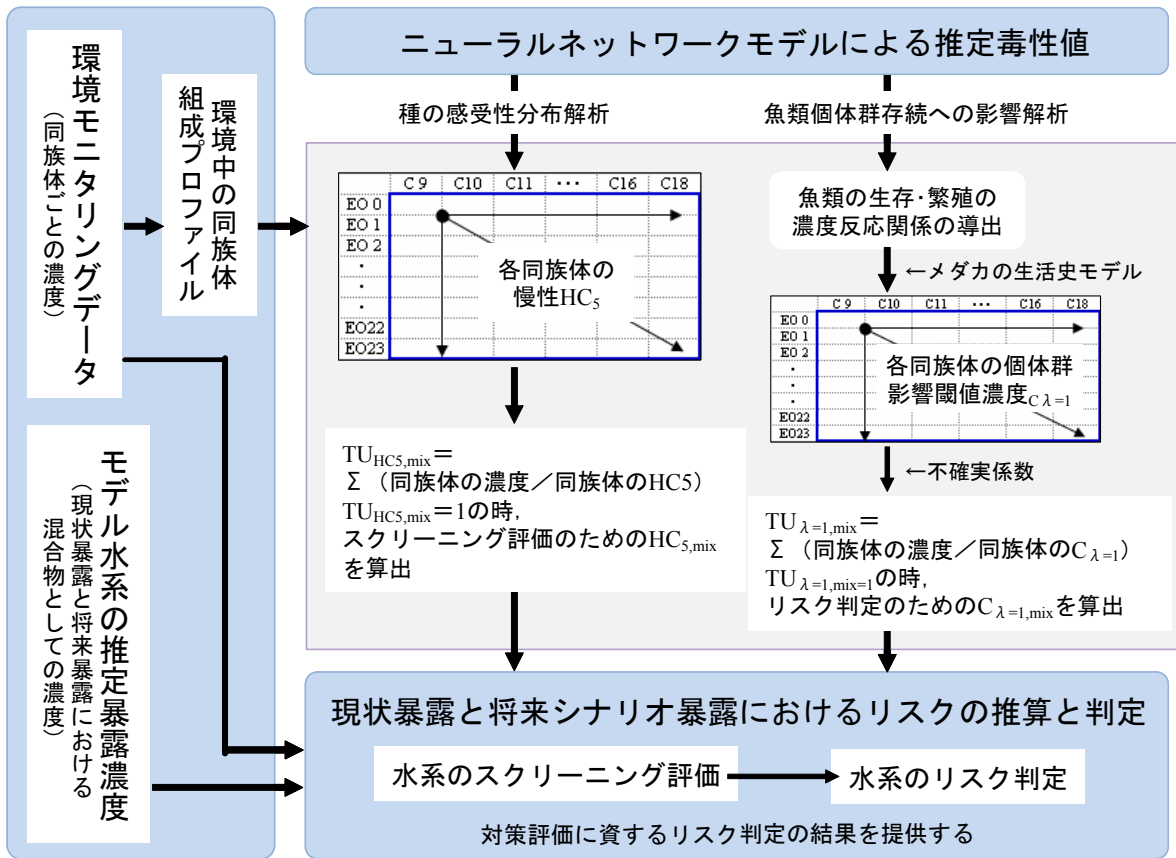 ニューラルネットワークモデルによる推定毒性値
環境モニタリングデータ
（同族体ごとの濃度）
環境中の同族体
組成プロファイル
モデル水系の推定暴露濃度
（現状暴露と将来暴露における
混合物としての濃度）
種の感受性分布解析
C 9 C10 C11 ··· C16 C18
EO 0
EO 1
EO 2
・
・
・
EO22
EO23
各同族体の
慢性HC5
TUHC5,mix＝
Σ（同族体の濃度／同族体のHC5）
TUHC5,mix＝1の時，
スクリーニング評価のためのHC5,mix
を算出
魚類個体群存続への影響解析
魚類の生存・繁殖の
濃度反応関係の導出
←メダカの生活史モデル
C 9 C10 C11 ··· C16 C18
EO 0
EO 1
EO 2
・
・
・
EO22
EO23
各同族体の個体群
影響閾値濃度Cλ=1
←不確実係数
TUλ=1,mix＝
Σ（同族体の濃度／同族体のCλ=1）
TUλ=1,mix=1の時，
リスク判定のためのCλ=1,mixを算出
現状暴露と将来シナリオ暴露におけるリスクの推算と判定
水系のスクリーニング評価
水系のリスク判定
対策評価に資するリスク判定の結果を提供する